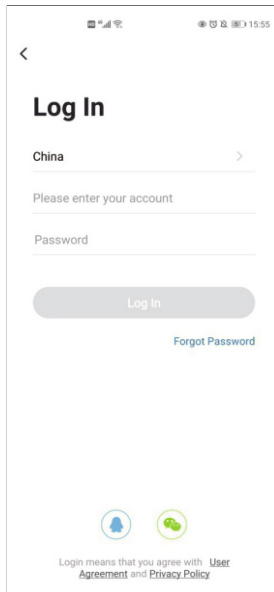 15:55
Log In
China
Please enter your account
Password
Log In
Forgot Password
Login means that you agree with User
Agreement and Privacy Policy